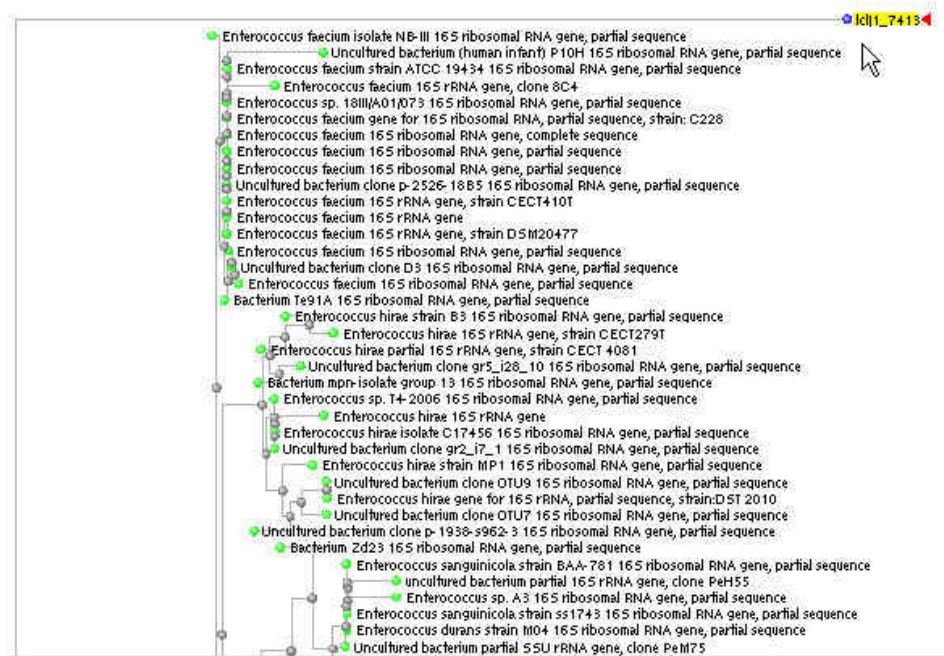 lcl|1_7413
Enterococcus faecium isolate NB-III 16S ribosomal RNA gene, partial sequence
Uncultured bacterium (human infant) P10H 16S ribosomal RNA gene, partial sequence
Enterococcus faecium strain ATCC 19434 16S ribosomal RNA gene, partial sequence
Enterococcus faecium 16S rRNA gene, clone 8C4
Enterococcus sp. 18III/A01/073 16S ribosomal RNA gene, partial sequence
Enterococcus faecium gene for 16S ribosomal RNA, partial sequence, strain: C228
Enterococcus faecium 16S ribosomal RNA gene, complete sequence
Enterococcus faecium 16S ribosomal RNA gene, partial sequence
Enterococcus faecium 16S ribosomal RNA gene, partial sequence
Uncultured bacterium clone p-2526-18B5 16S ribosomal RNA gene, partial sequence
Enterococcus faecium 16S rRNA gene, strain CECT410T
Enterococcus faecium 16S rRNA gene
Enterococcus faecium 16S rRNA gene, strain DSM20477
Enterococcus faecium 16S ribosomal RNA gene, partial sequence
Uncultured bacterium clone D3 16S ribosomal RNA gene, partial sequence
Enterococcus faecium 16S ribosomal RNA gene, partial sequence
Bacterium Te91A 16S ribosomal RNA gene, partial sequence
Enterococcus hirae strain B3 16S ribosomal RNA gene, partial sequence
Enterococcus hirae 16S rRNA gene, strain CECT279T
Enterococcus hirae partial 16S rRNA gene, strain CECT 4081
Uncultured bacterium clone gr5_i28_10 16S ribosomal RNA gene, partial sequence
Bacterium mpn-isolate group 13 16S ribosomal RNA gene, partial sequence
Enterococcus sp. T4-2006 16S ribosomal RNA gene, partial sequence
Enterococcus hirae 16S rRNA gene
Enterococcus hirae isolate C17456 16S ribosomal RNA gene, partial sequence
Uncultured bacterium clone gr2_i7_1 16S ribosomal RNA gene, partial sequence
Enterococcus hirae strain MP1 16S ribosomal RNA gene, partial sequence
Uncultured bacterium clone OTU9 16S ribosomal RNA gene, partial sequence
Enterococcus hirae gene for 16S rRNA, partial sequence, strain:DST 2010
Uncultured bacterium clone OTU7 16S ribosomal RNA gene, partial sequence
Uncultured bacterium clone p-1938-s962-3 16S ribosomal RNA gene, partial sequence
Bacterium Zd23 16S ribosomal RNA gene, partial sequence
Enterococcus sanguinicola strain BAA-781 16S ribosomal RNA gene, partial sequence
uncultured bacterium partial 16S rRNA gene, clone PeH55
Enterococcus sp. A3 16S ribosomal RNA gene, partial sequence
Enterococcus sanguinicola strain ss1743 16S ribosomal RNA gene, partial sequence
Enterococcus durans strain M04 16S ribosomal RNA gene, partial sequence
Uncultured bacterium partial SSU rRNA gene, clone PeM75